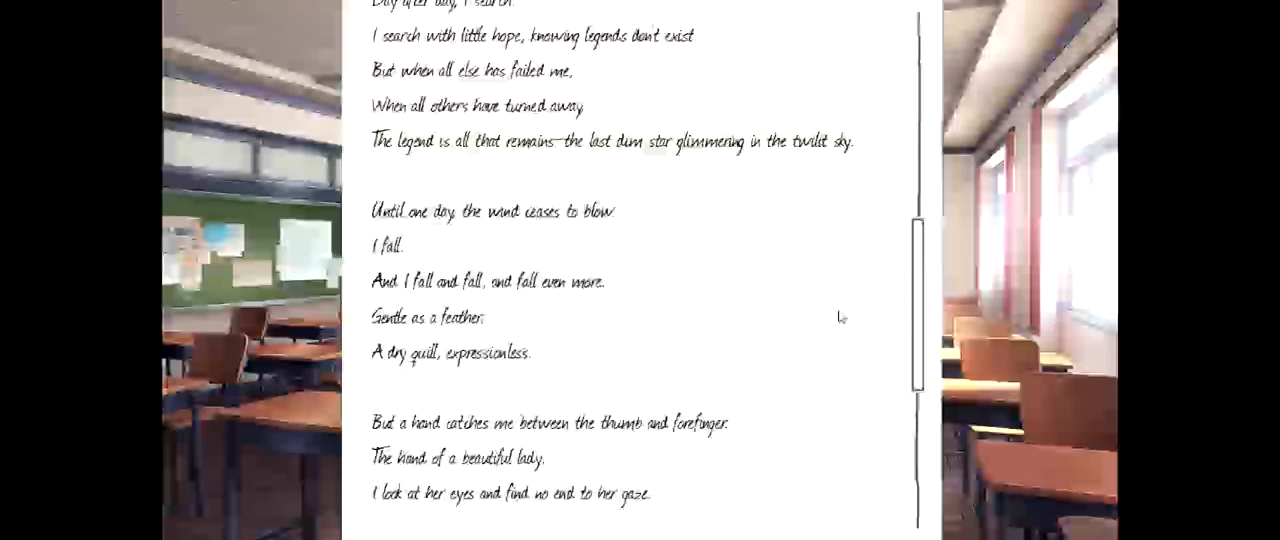 Day after day, I search.
I search with little hope, knowing legends don't exist.
But when all else has failed me,
When all others have turned away,
The legend is all that remains—the last dim star glimmering in the twilit sky.
Until one day, the wind ceases to blow.
I fall.
And I fall and fall, and fall even more.
Gentle as a feather.
A dry quill, expressionless.
But a hand catches me between the thumb and forefinger.
The hand of a beautiful lady.
I look at her eyes and find no end to her gaze.